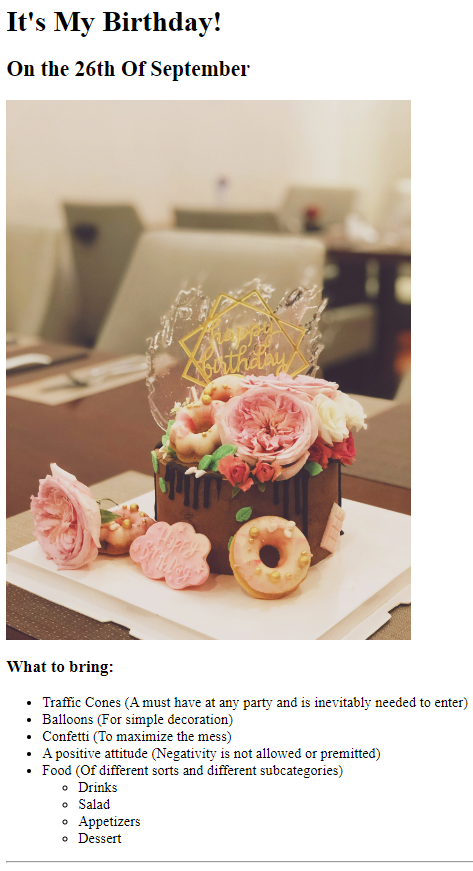 It's My Birthday!
On the 26th Of September
happy
birthday
What to bring:
Traffic Cones (A must have at any party and is inevitably needed to enter)
Balloons (For simple decoration)
Confetti (To maximize the mess)
A positive attitude (Negativity is not allowed or premitted)
Food (Of different sorts and different subcategories)
Drinks
Salad
Appetizers
Dessert